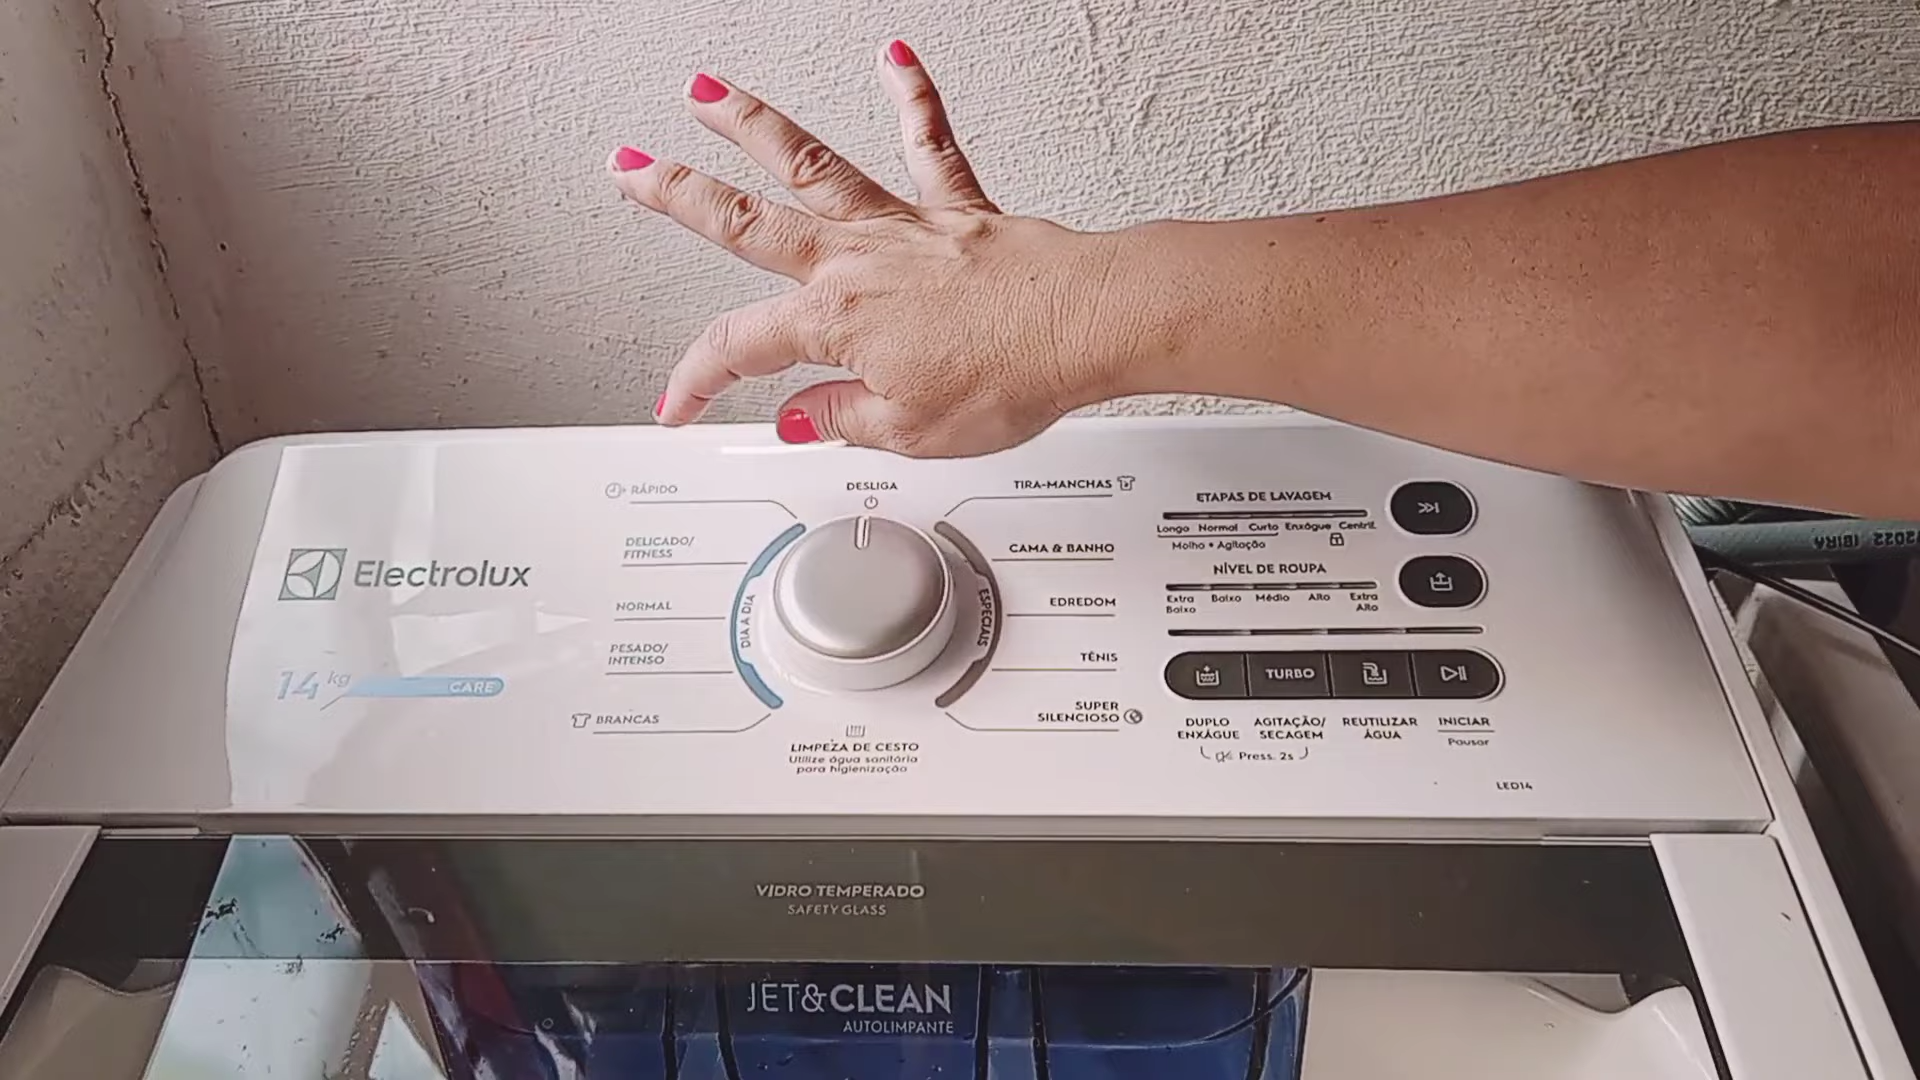 Electrolux
14 kg
CARE
RÁPIDO
DELICADO/
FITNESS
NORMAL
PESADO/
INTENSO
BRANCAS
DIA A DIA
DESLIGA
LIMPEZA DE CESTO
Utilize água sanitária
para higienização
ESPECIAIS
TIRA-MANCHAS
CAMA & BANHO
EDREDOM
TÊNIS
SUPER
SILENCIOSO
ETAPAS DE LAVAGEM
Longo Normal Curto Enxágue Centrif.
Molho • Agitação
NÍVEL DE ROUPA
Extra Baixo Baixo Médio Alto Extra Alto
TURBO
DUPLO ENXÁGUE
AGITAÇÃO/ SECAGEM
REUTILIZAR ÁGUA
INICIAR
Pausar
Press. 2s
LED14
VIDRO TEMPERADO
SAFETY GLASS
JET&CLEAN
AUTOLIMPANTE
2022 IBIRA